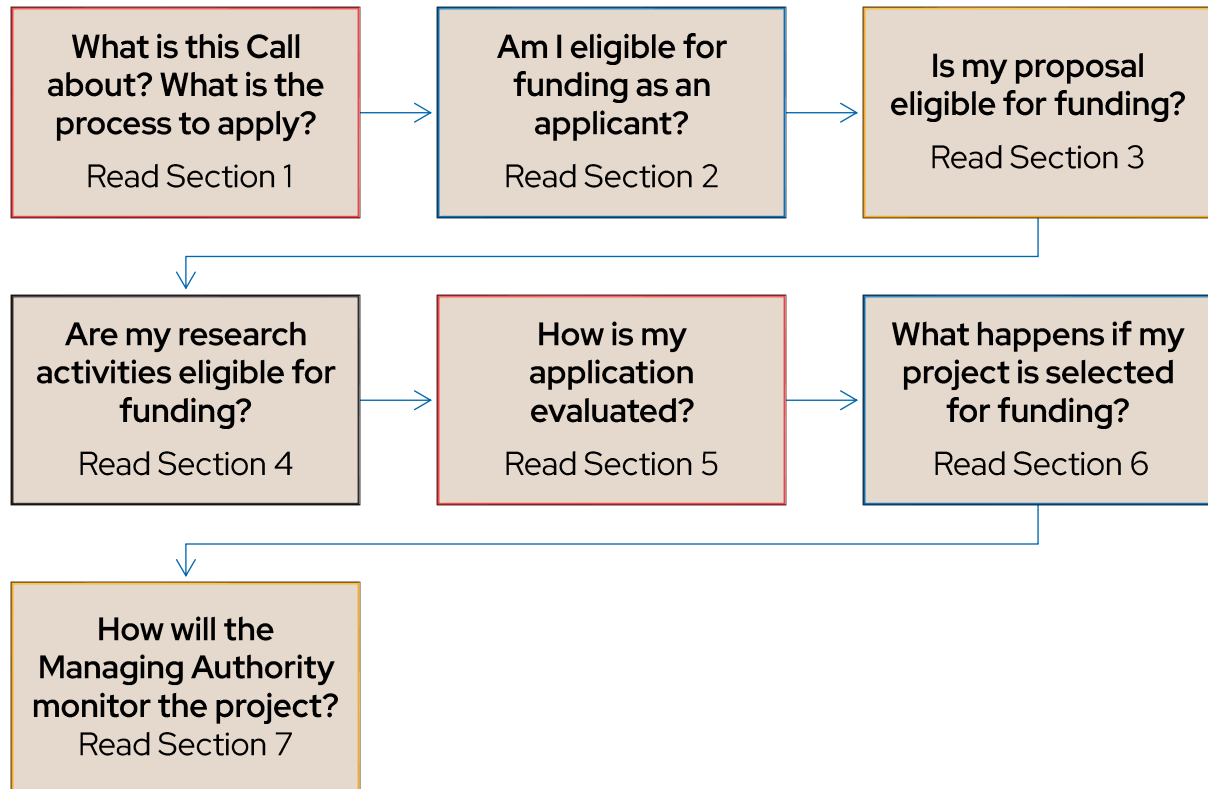 What is this Call
about? What is the
process to apply?
Read Section 1
Am I eligible for
funding as an
applicant?
Read Section 2
Is my proposal
eligible for funding?
Read Section 3
Are my research
activities eligible for
funding?
Read Section 4
How is my
application
evaluated?
Read Section 5
What happens if my
project is selected
for funding?
Read Section 6
How will the
Managing Authority
monitor the project?
Read Section 7